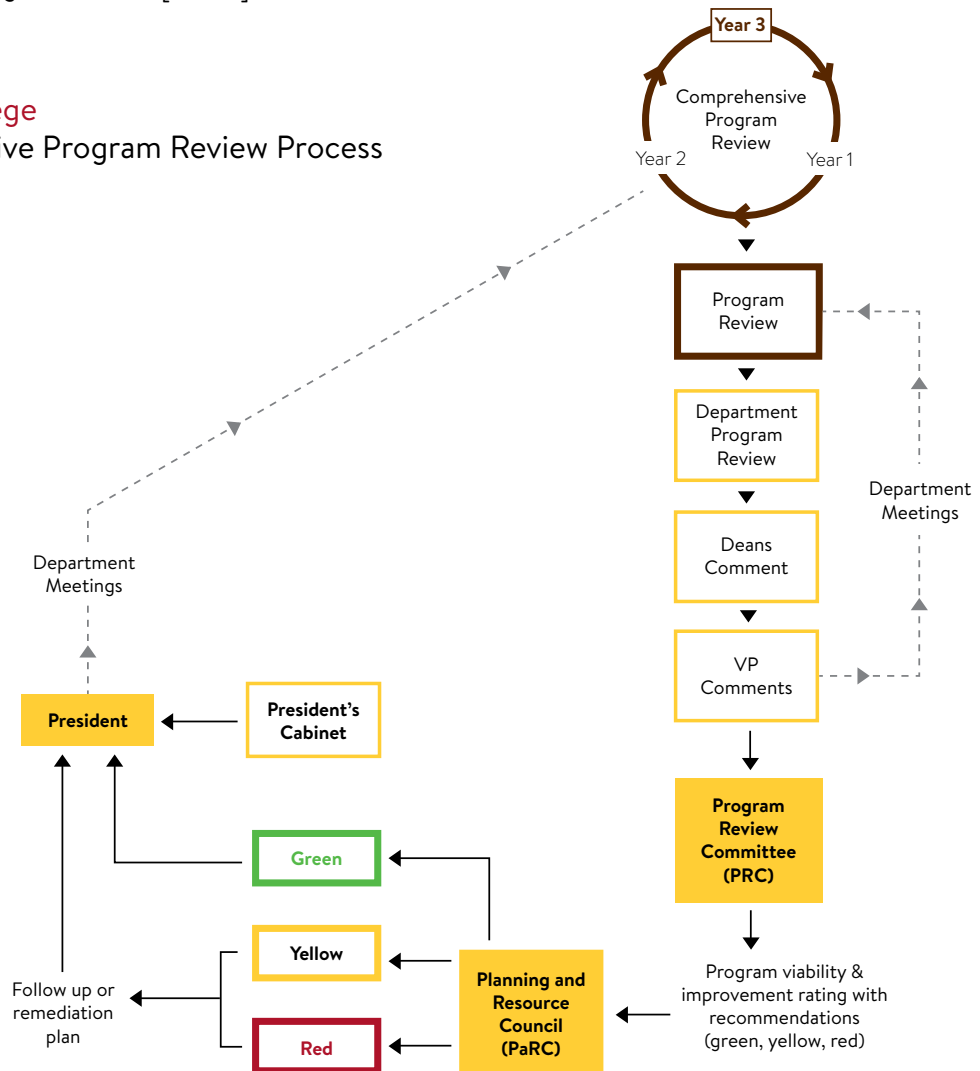 ege
ive Program Review Process
Year 3
Comprehensive
Program
Review
Year 2
Year 1
Program
Review
Department
Program
Review
Department
Meetings
Deans
Comment
Department
Meetings
VP
Comments
President
President's
Cabinet
Program
Review
Committee
(PRC)
Green
Yellow
Planning and
Resource
Council
(PaRC)
Program viability &
improvement rating with
recommendations
(green, yellow, red)
Follow up or
remediation
plan
Red